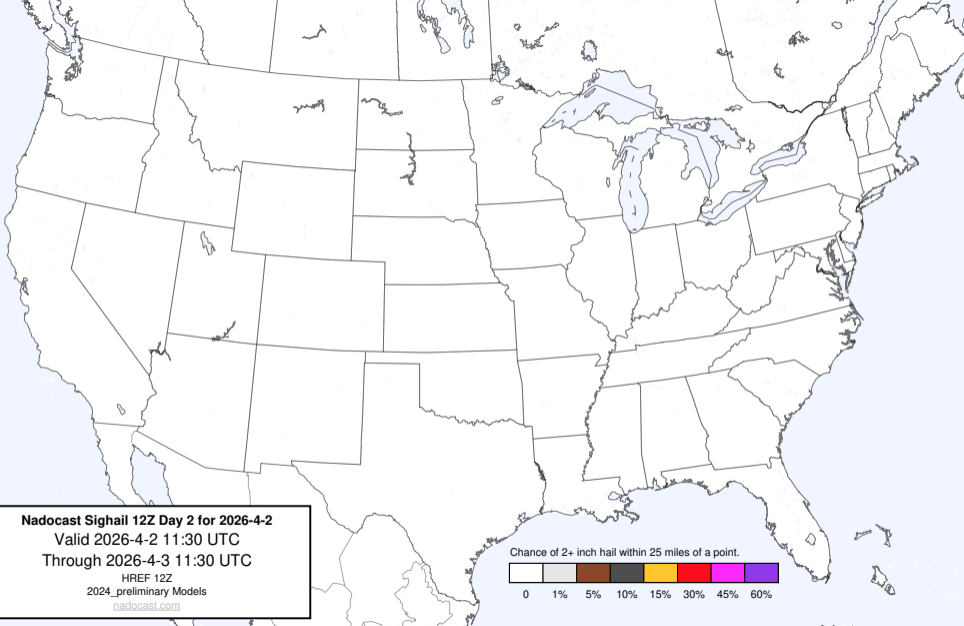 Nadocast Sighail 12Z Day 2 for 2026-4-2
Valid 2026-4-2 11:30 UTC
Through 2026-4-3 11:30 UTC
HREF 12Z
2024_preliminary Models
nadocast.com
Chance of 2+ inch hail within 25 miles of a point.
0 1% 5% 10% 15% 30% 45% 60%